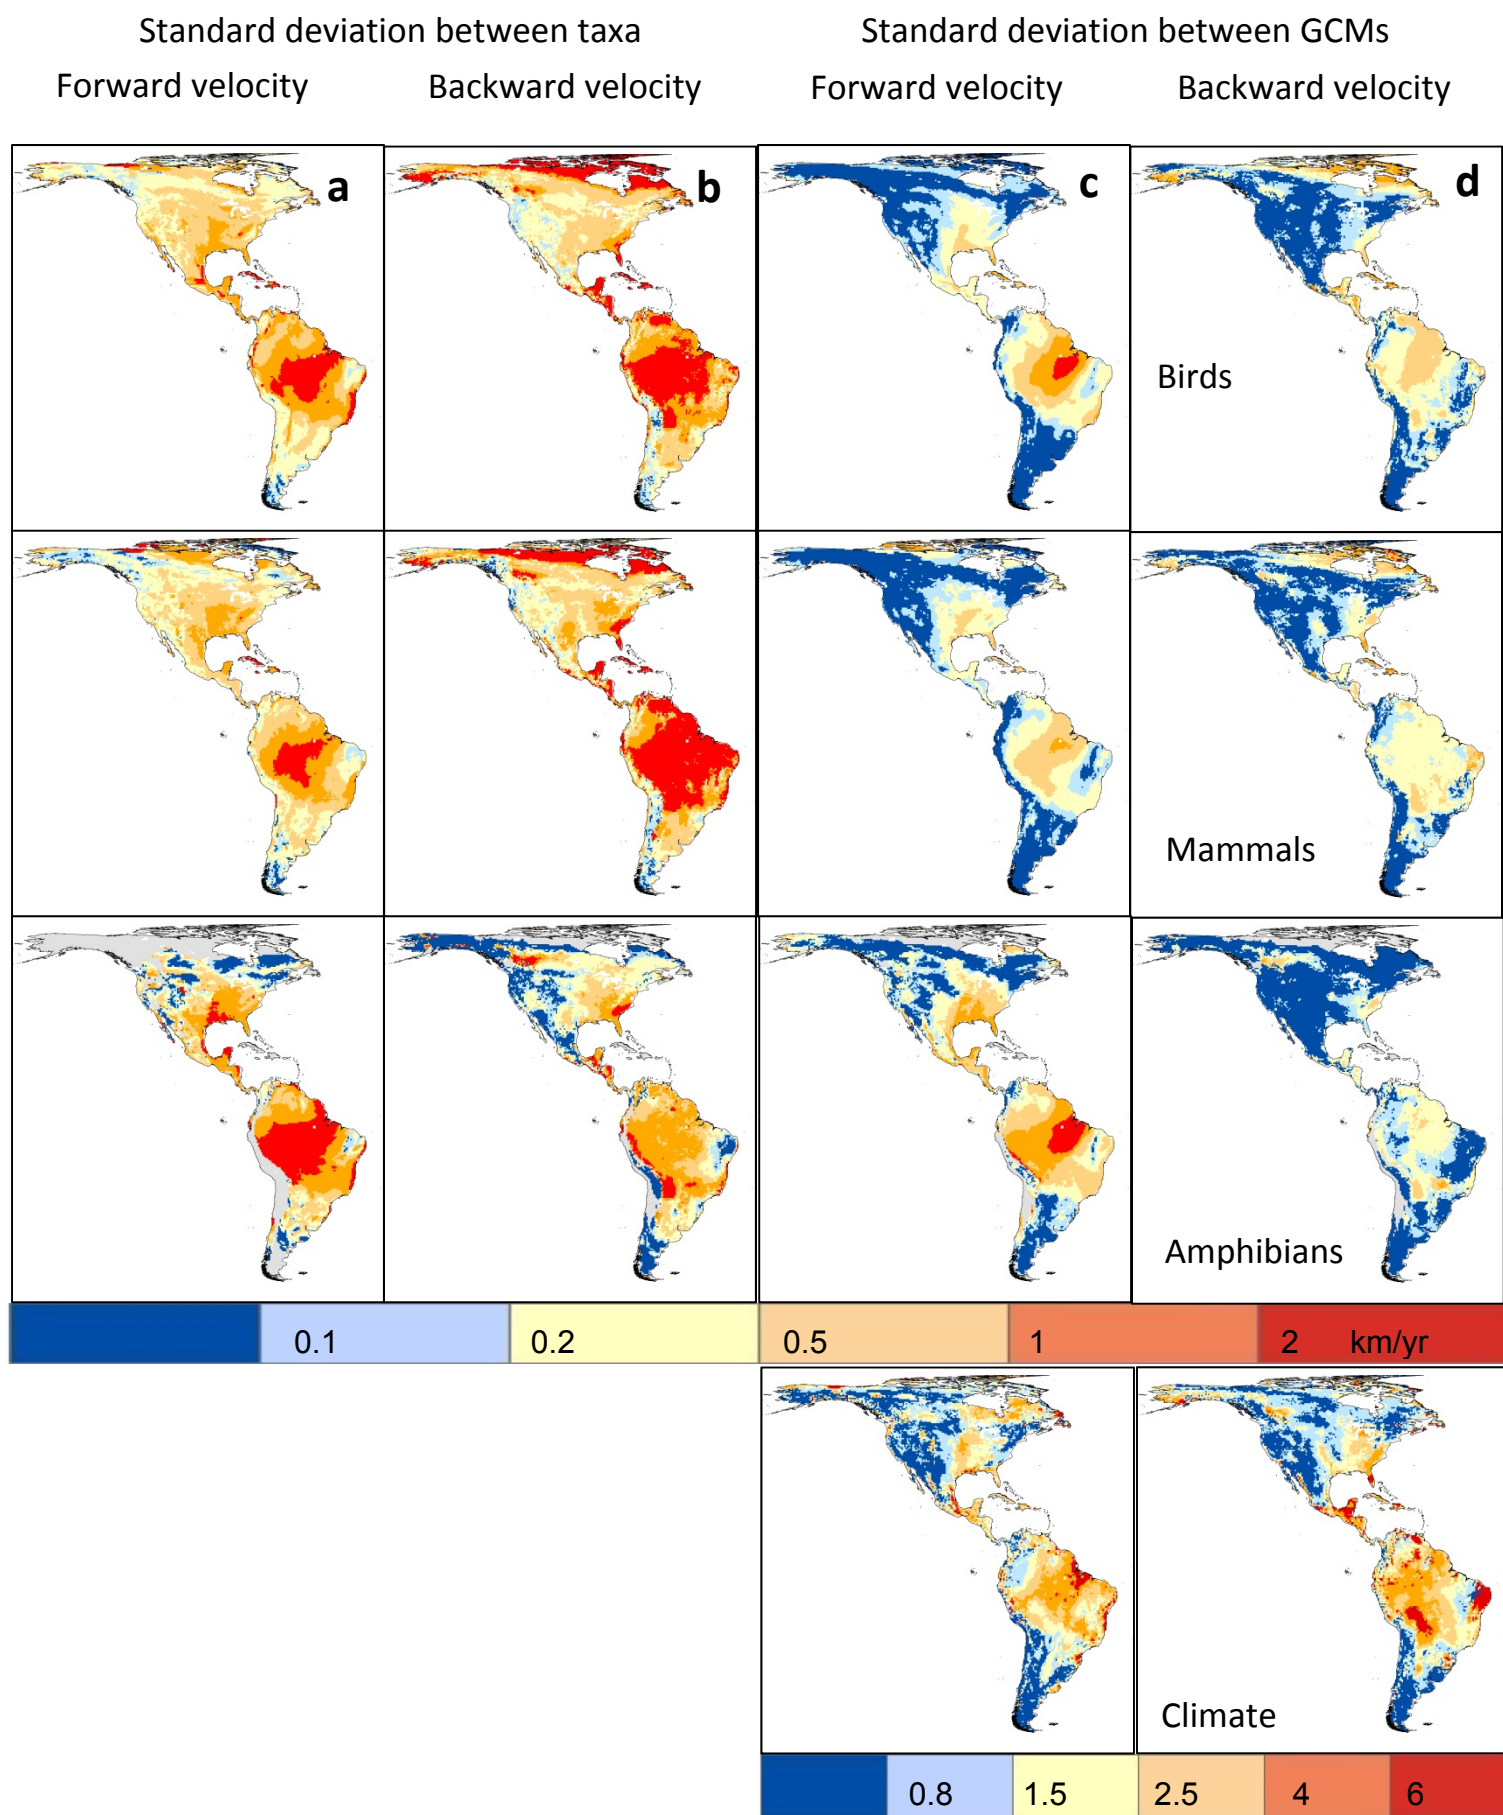 Standard deviation between taxa Standard deviation between GCMs
Forward velocity Backward velocity Forward velocity Backward velocity
a b c d
Birds
Mammals
Amphibians
0.1 0.2 0.5 1 2 km/yr
Climate
0.8 1.5 2.5 4 6